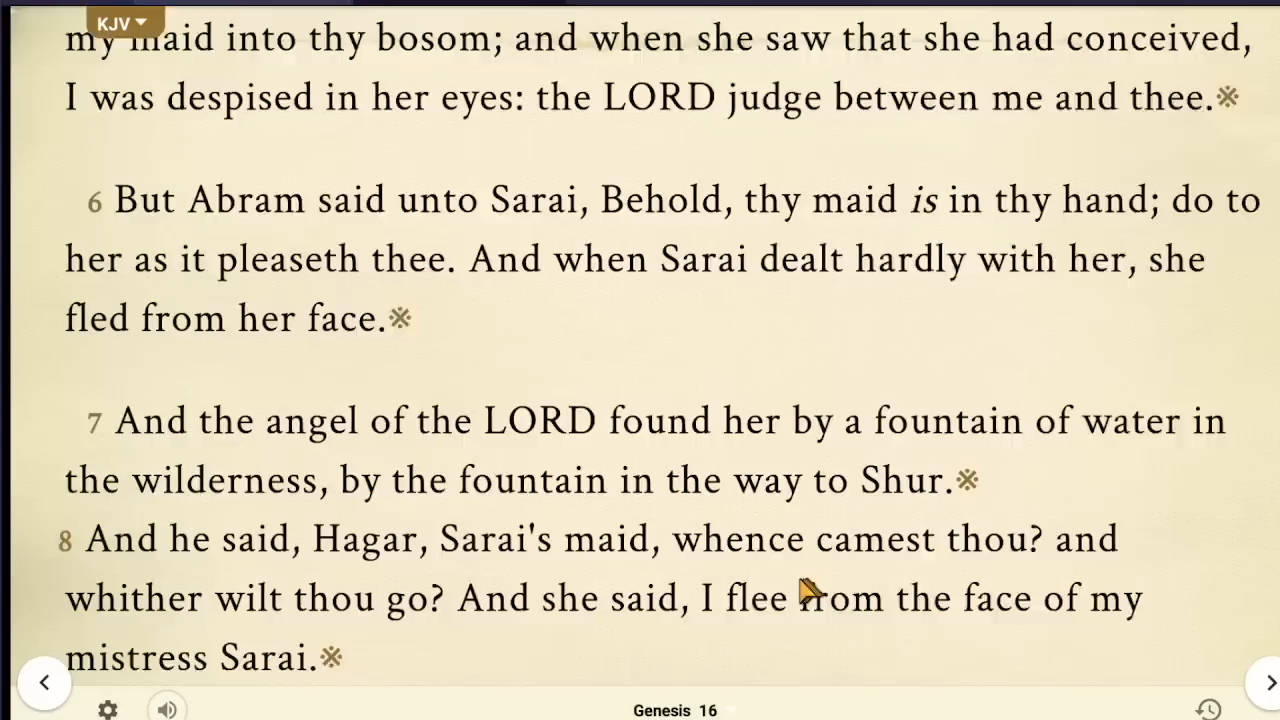 KJV
my maid into thy bosom; and when she saw that she had conceived,
I was despised in her eyes: the LORD judge between me and thee.※
6 But Abram said unto Sarai, Behold, thy maid is in thy hand; do to
her as it pleaseth thee. And when Sarai dealt hardly with her, she
fled from her face.※
7 And the angel of the LORD found her by a fountain of water in
the wilderness, by the fountain in the way to Shur.※
8 And he said, Hagar, Sarai's maid, whence camest thou? and
whither wilt thou go? And she said, I flee from the face of my
mistress Sarai.※
Genesis 16